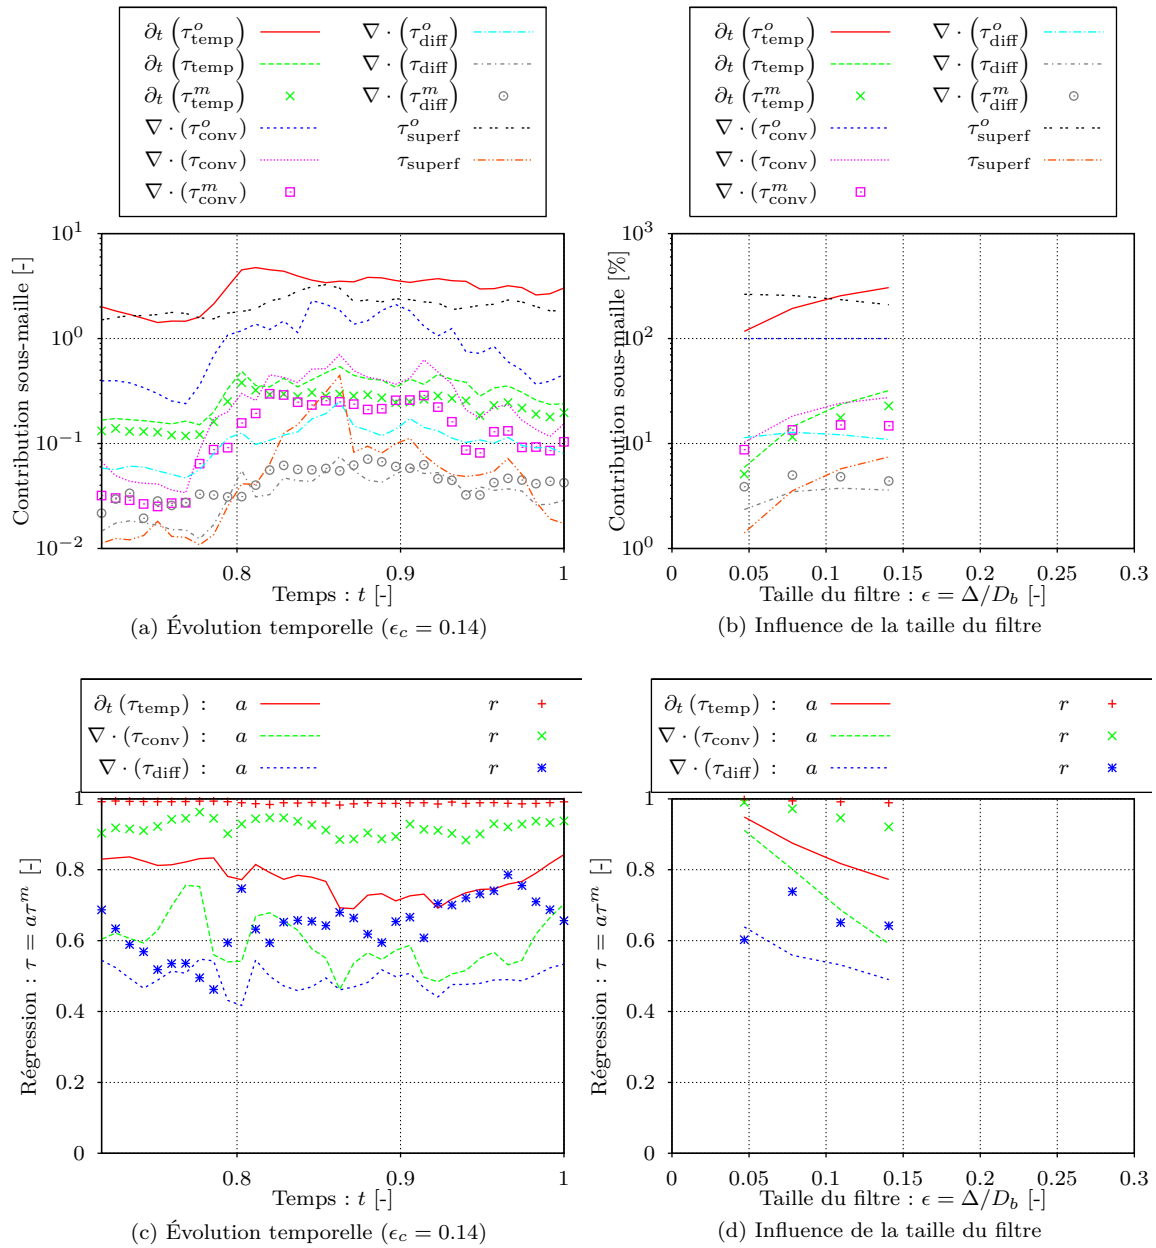 ∂t (τ^o_temp) ∇ · (τ^o_diff)
∂t (τ_temp) ∇ · (τ_diff)
∂t (τ^m_temp) ∇ · (τ^m_diff)
∇ · (τ^o_conv) τ^o_superf
∇ · (τ_conv) τ_superf
∇ · (τ^m_conv)
10^1
10^0
10^-1
10^-2
Contribution sous-maille [-]
0.8 0.9 1
Temps : t [-]
(a) Évolution temporelle (ϵ_c = 0.14)
∂t (τ^o_temp) ∇ · (τ^o_diff)
∂t (τ_temp) ∇ · (τ_diff)
∂t (τ^m_temp) ∇ · (τ^m_diff)
∇ · (τ^o_conv) τ^o_superf
∇ · (τ_conv) τ_superf
∇ · (τ^m_conv)
10^3
10^2
10^1
10^0
Contribution sous-maille [%]
0 0.05 0.1 0.15 0.2 0.25 0.3
Taille du filtre : ϵ = Δ/D_b [-]
(b) Influence de la taille du filtre
∂t (τ_temp) : a r
∇ · (τ_conv) : a r
∇ · (τ_diff) : a r
1
0.8
0.6
0.4
0.2
0
Régression : τ = aτ^m [-]
0.8 0.9 1
Temps : t [-]
(c) Évolution temporelle (ϵ_c = 0.14)
∂t (τ_temp) : a r
∇ · (τ_conv) : a r
∇ · (τ_diff) : a r
1
0.8
0.6
0.4
0.2
0
Régression : τ = aτ^m [-]
0 0.05 0.1 0.15 0.2 0.25 0.3
Taille du filtre : ϵ = Δ/D_b [-]
(d) Influence de la taille du filtre